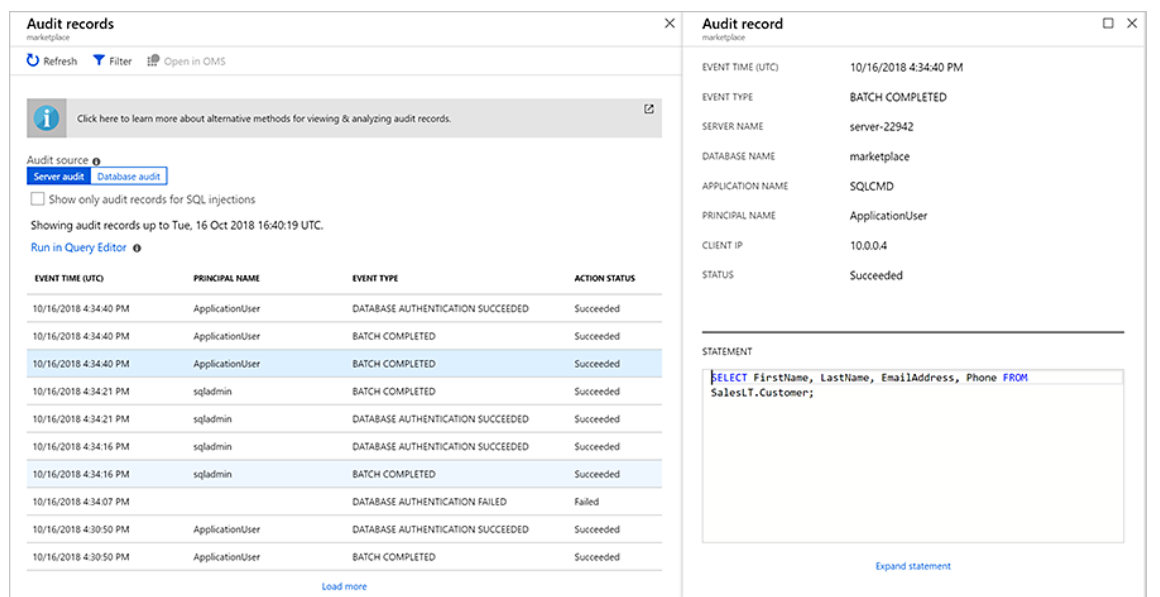 Audit records
marketplace
Refresh Filter Open in OMS
Click here to learn more about alternative methods for viewing & analyzing audit records.
Audit source
Server audit Database audit
Show only audit records for SQL injections
Showing audit records up to Tue, 16 Oct 2018 16:40:19 UTC.
Run in Query Editor
EVENT TIME (UTC) PRINCIPAL NAME EVENT TYPE ACTION STATUS
10/16/2018 4:34:40 PM ApplicationUser DATABASE AUTHENTICATION SUCCEEDED Succeeded
10/16/2018 4:34:40 PM ApplicationUser BATCH COMPLETED Succeeded
10/16/2018 4:34:40 PM ApplicationUser BATCH COMPLETED Succeeded
10/16/2018 4:34:21 PM sqladmin BATCH COMPLETED Succeeded
10/16/2018 4:34:21 PM sqladmin DATABASE AUTHENTICATION SUCCEEDED Succeeded
10/16/2018 4:34:16 PM sqladmin DATABASE AUTHENTICATION SUCCEEDED Succeeded
10/16/2018 4:34:16 PM sqladmin BATCH COMPLETED Succeeded
10/16/2018 4:34:07 PM DATABASE AUTHENTICATION FAILED Failed
10/16/2018 4:30:50 PM ApplicationUser DATABASE AUTHENTICATION SUCCEEDED Succeeded
10/16/2018 4:30:50 PM ApplicationUser BATCH COMPLETED Succeeded
Load more
Audit record
marketplace
EVENT TIME (UTC) 10/16/2018 4:34:40 PM
EVENT TYPE BATCH COMPLETED
SERVER NAME server-22942
DATABASE NAME marketplace
APPLICATION NAME SQLCMD
PRINCIPAL NAME ApplicationUser
CLIENT IP 10.0.0.4
STATUS Succeeded
STATEMENT
SELECT FirstName, LastName, EmailAddress, Phone FROM
SalesLT.Customer;
Expand statement